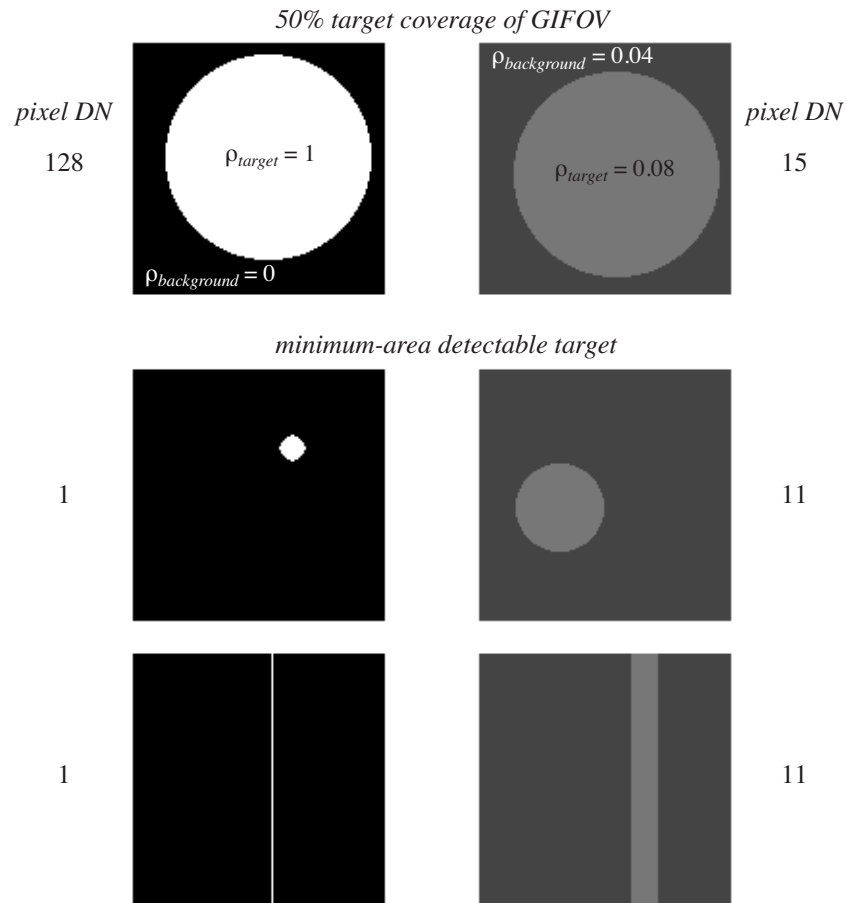 50% target coverage of GIFOV
ρbackground = 0.04
pixel DN
pixel DN
128
ρtarget = 1
ρtarget = 0.08
15
ρbackground = 0
minimum-area detectable target
1
11
1
11